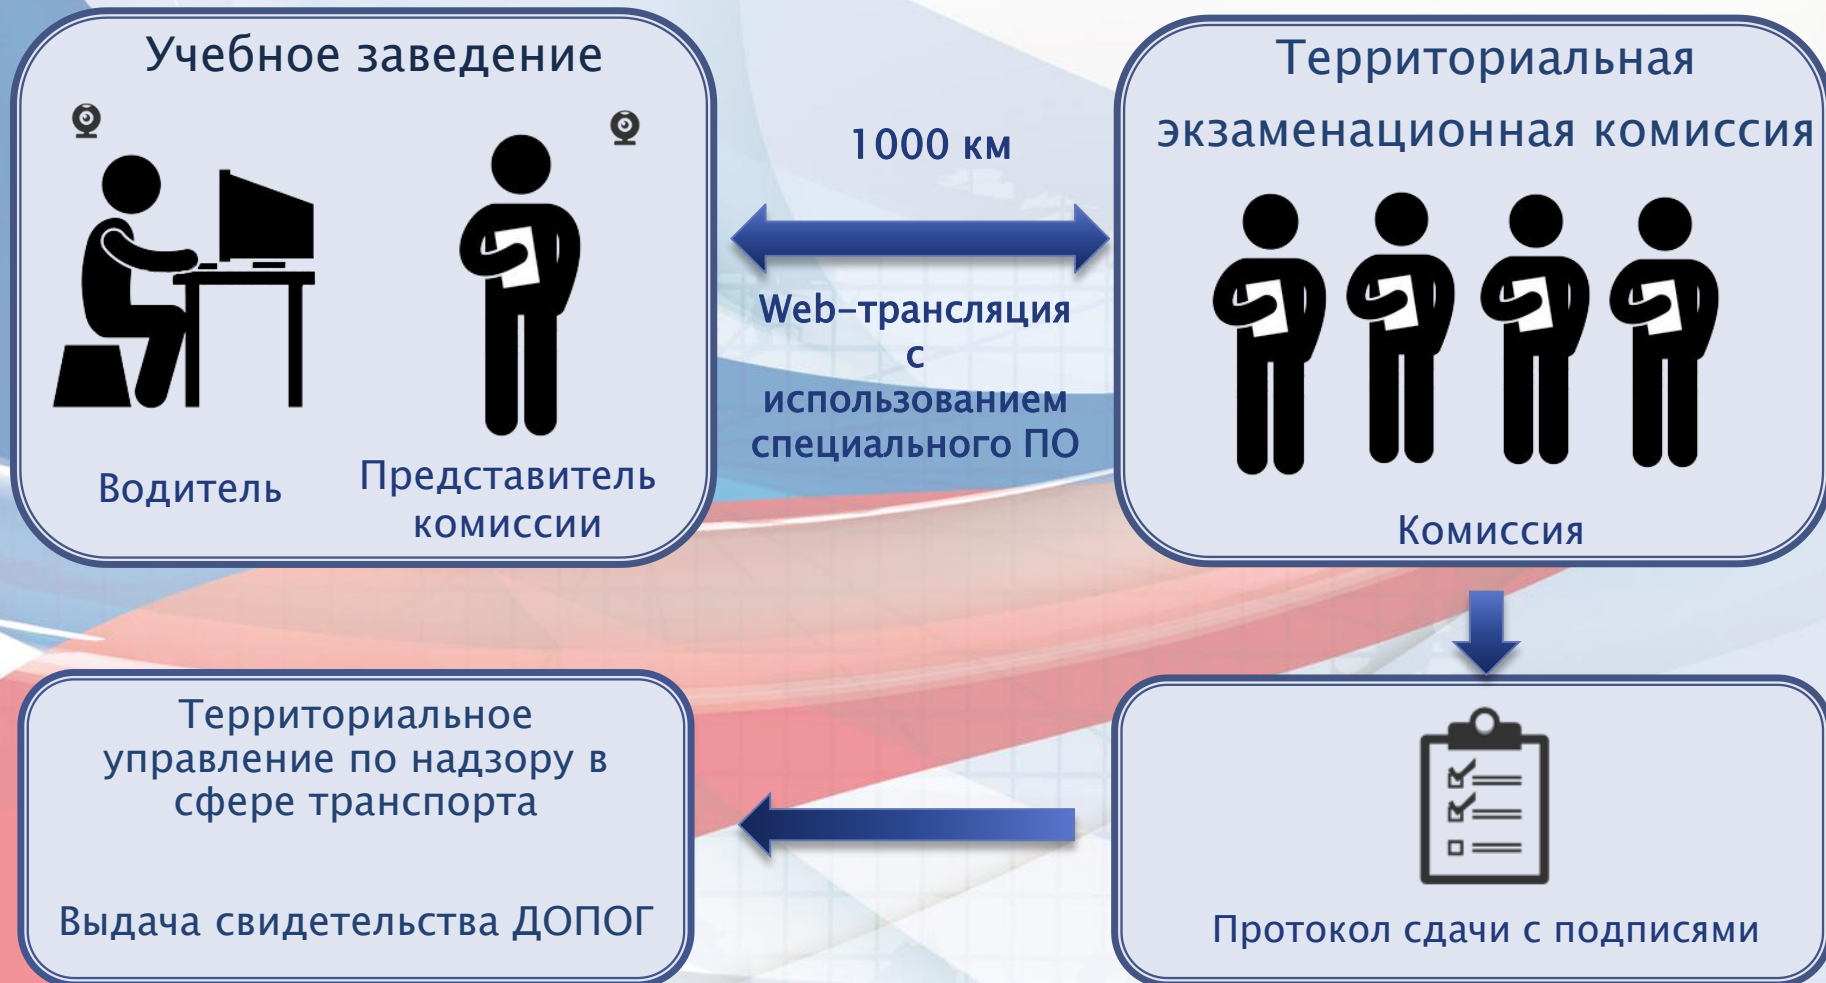 Учебное заведение
Водитель
Представитель
комиссии
1000 км
Web-трансляция
с
использованием
специального ПО
Территориальная
экзаменационная комиссия
Комиссия
Протокол сдачи с подписями
Территориальное
управление по надзору в
сфере транспорта
Выдача свидетельства ДОПОГ